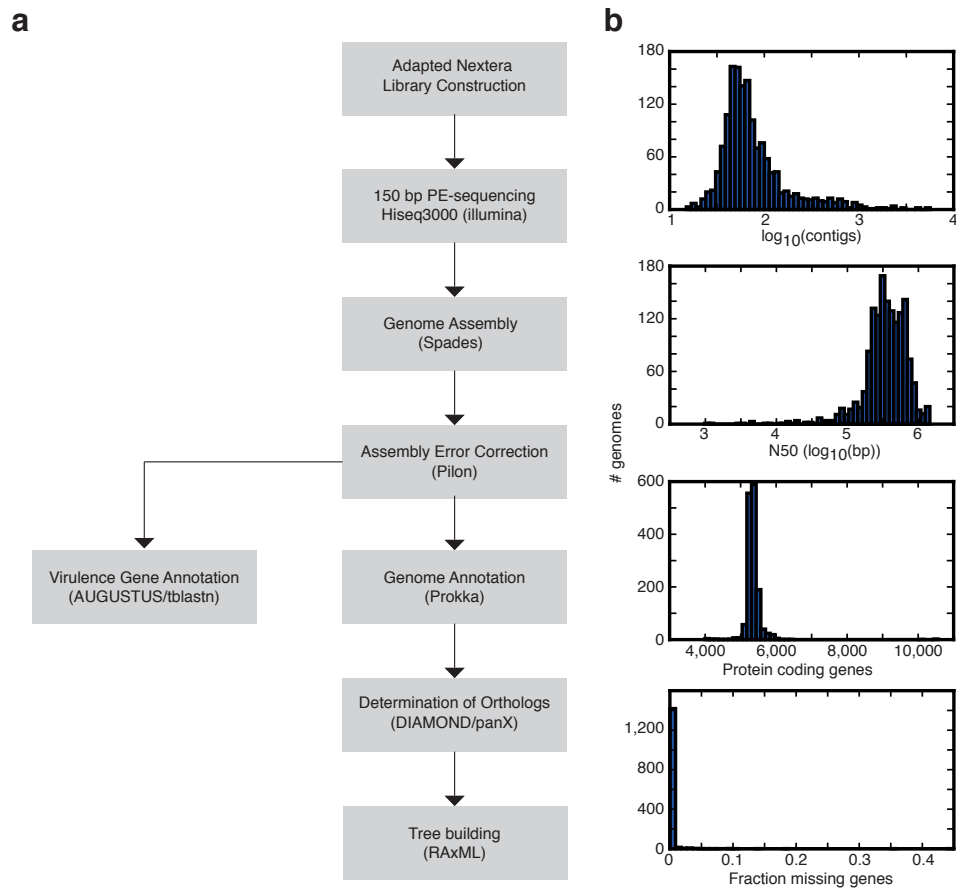 a
Adapted Nextera
Library Construction
150 bp PE-sequencing
Hiseq3000 (illumina)
Genome Assembly
(Spades)
Assembly Error Correction
(Pilon)
Virulence Gene Annotation
(AUGUSTUS/tblastn)
Genome Annotation
(Prokka)
Determination of Orthologs
(DIAMOND/panX)
Tree building
(RAxML)
b
# genomes
180
120
60
0
1 2 3 4
log10(contigs)
180
120
60
0
3 4 5 6
N50 (log10(bp))
600
400
200
0
4,000 6,000 8,000 10,000
Protein coding genes
1,200
800
400
0
0 0.1 0.2 0.3 0.4
Fraction missing genes